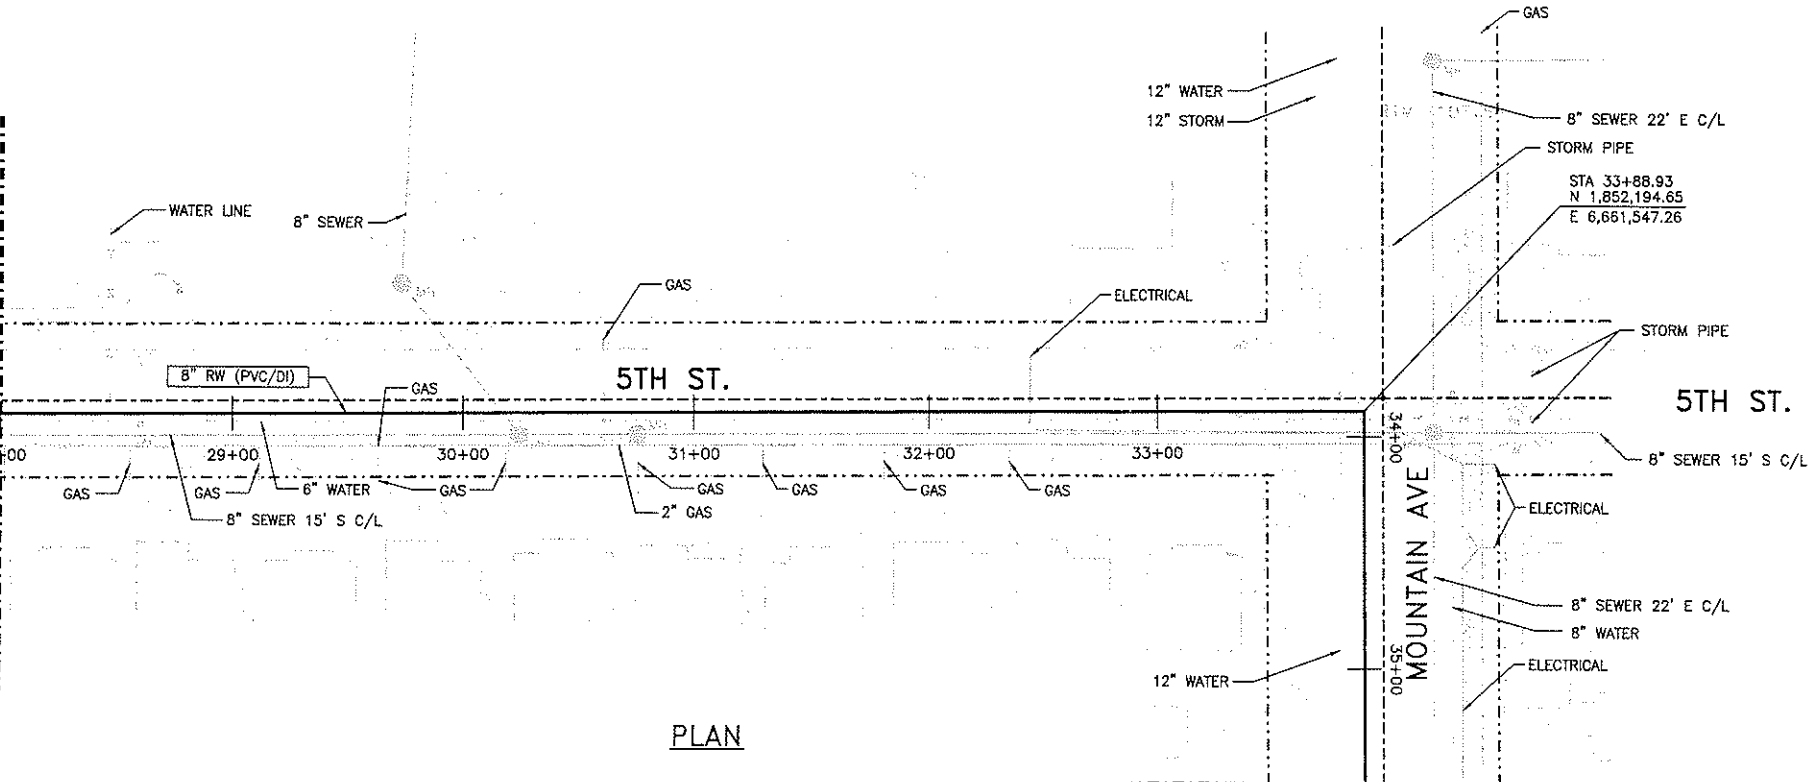 GAS
12" WATER
12" STORM
8" SEWER 22' E C/L
STORM PIPE
STA 33+88.93
N 1,852,194.65
E 6,661,547.26
WATER LINE
8" SEWER
GAS
ELECTRICAL
STORM PIPE
8" RW (PVC/DI)
GAS
5TH ST.
5TH ST.
+00
29+00
30+00
31+00
32+00
33+00
34+00
8" SEWER 15' S C/L
GAS
GAS
6" WATER
GAS
GAS
GAS
GAS
GAS
2" GAS
8" SEWER 15' S C/L
ELECTRICAL
MOUNTAIN AVE
8" SEWER 22' E C/L
8" WATER
35+00
12" WATER
ELECTRICAL
PLAN